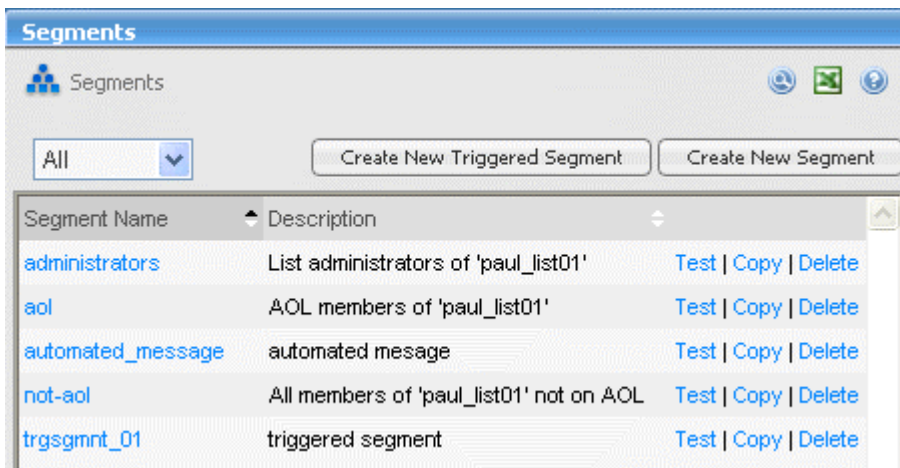 Segments
Segments
All Create New Triggered Segment Create New Segment
Segment Name Description
administrators List administrators of 'paul_list01' Test | Copy | Delete
aol AOL members of 'paul_list01' Test | Copy | Delete
automated_message automated mesage Test | Copy | Delete
not-aol All members of 'paul_list01' not on AOL Test | Copy | Delete
trgsgmnt_01 triggered segment Test | Copy | Delete